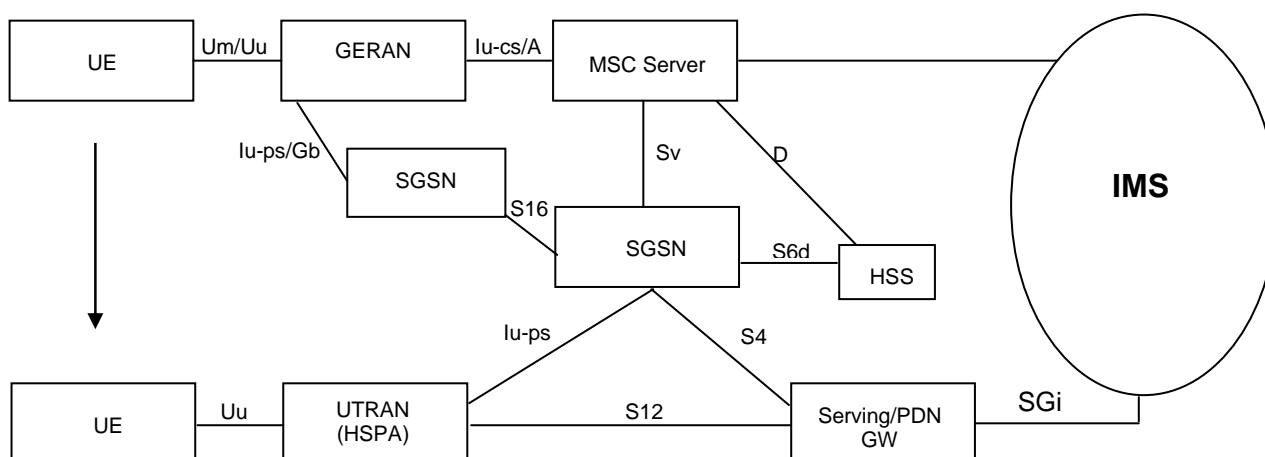 UE
Um/Uu
GERAN
Iu-cs/A
MSC Server
Iu-ps/Gb
SGSN
S16
Sv
D
IMS
SGSN
S6d
HSS
Iu-ps
S4
UE
Uu
UTRAN
(HSPA)
S12
Serving/PDN
GW
SGi